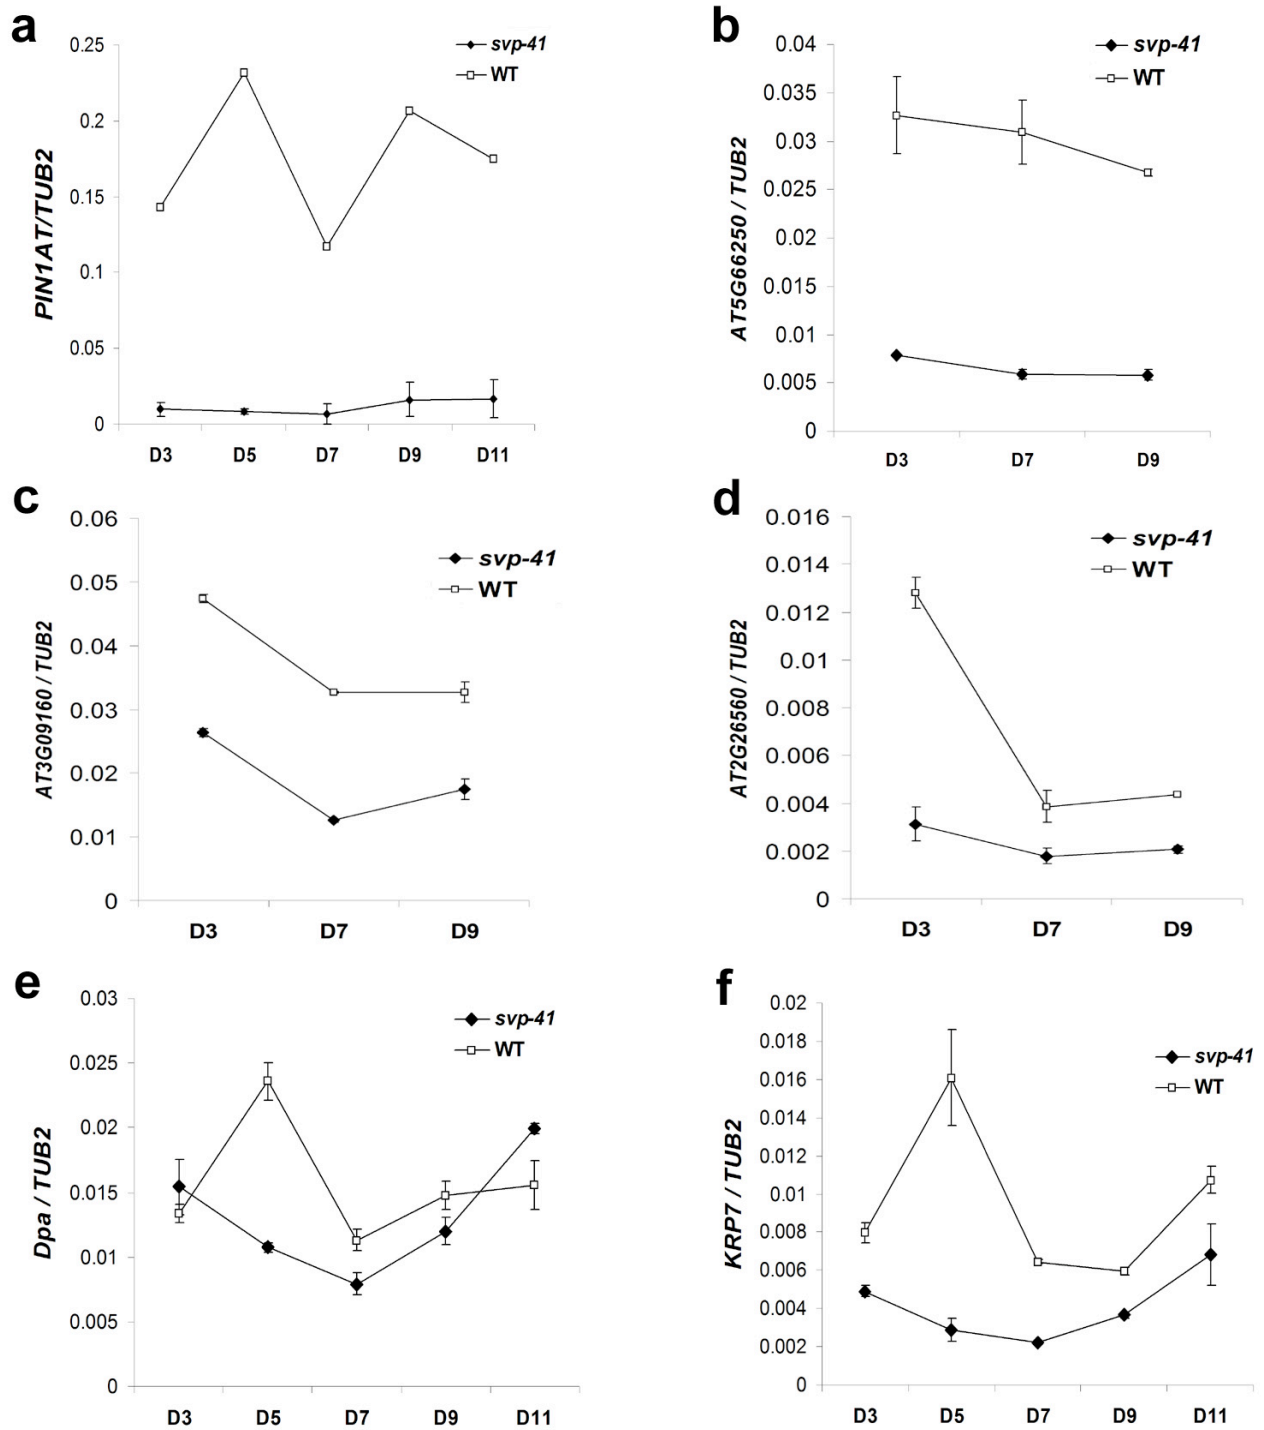 a
svp-41
WT
0.25
0.2
0.15
0.1
0.05
0
PIN1AT/TUB2
D3 D5 D7 D9 D11
b
svp-41
WT
0.04
0.035
0.03
0.025
0.02
0.015
0.01
0.005
0
AT5G66250 / TUB2
D3 D7 D9
c
svp-41
WT
0.06
0.05
0.04
0.03
0.02
0.01
0
AT3G09160 / TUB2
D3 D7 D9
d
svp-41
WT
0.016
0.014
0.012
0.01
0.008
0.006
0.004
0.002
0
AT2G26560 / TUB2
D3 D7 D9
e
svp-41
WT
0.03
0.025
0.02
0.015
0.01
0.005
0
Dpa / TUB2
D3 D5 D7 D9 D11
f
svp-41
WT
0.02
0.018
0.016
0.014
0.012
0.01
0.008
0.006
0.004
0.002
0
KRP7 / TUB2
D3 D5 D7 D9 D11